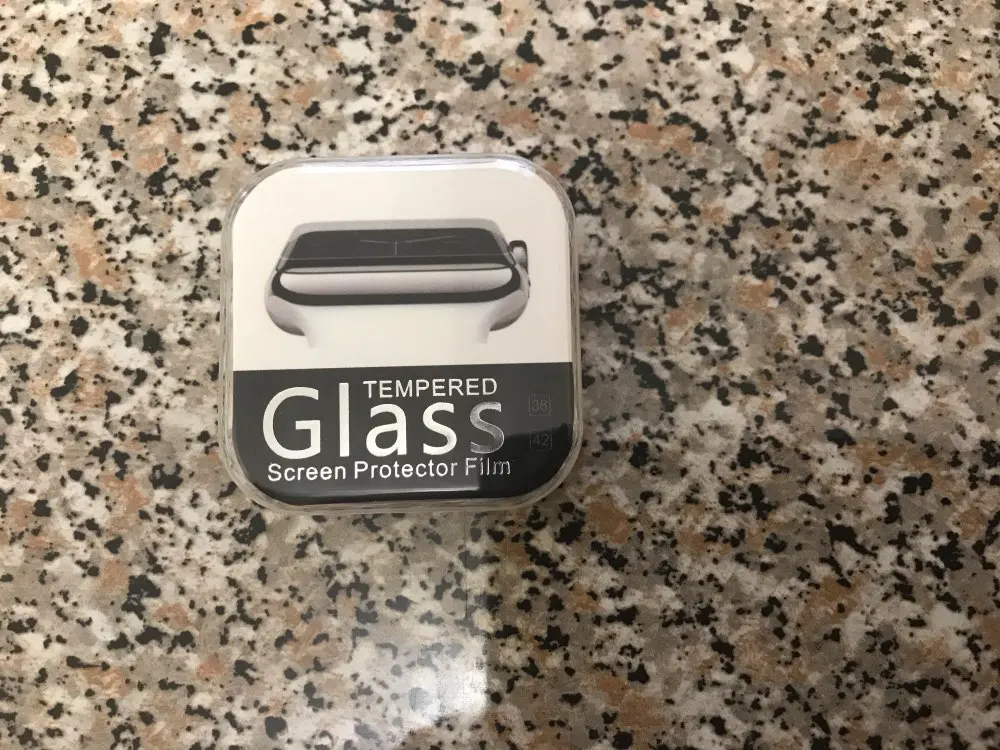 TEMPERED
Glass
38
42
Screen Protector Film